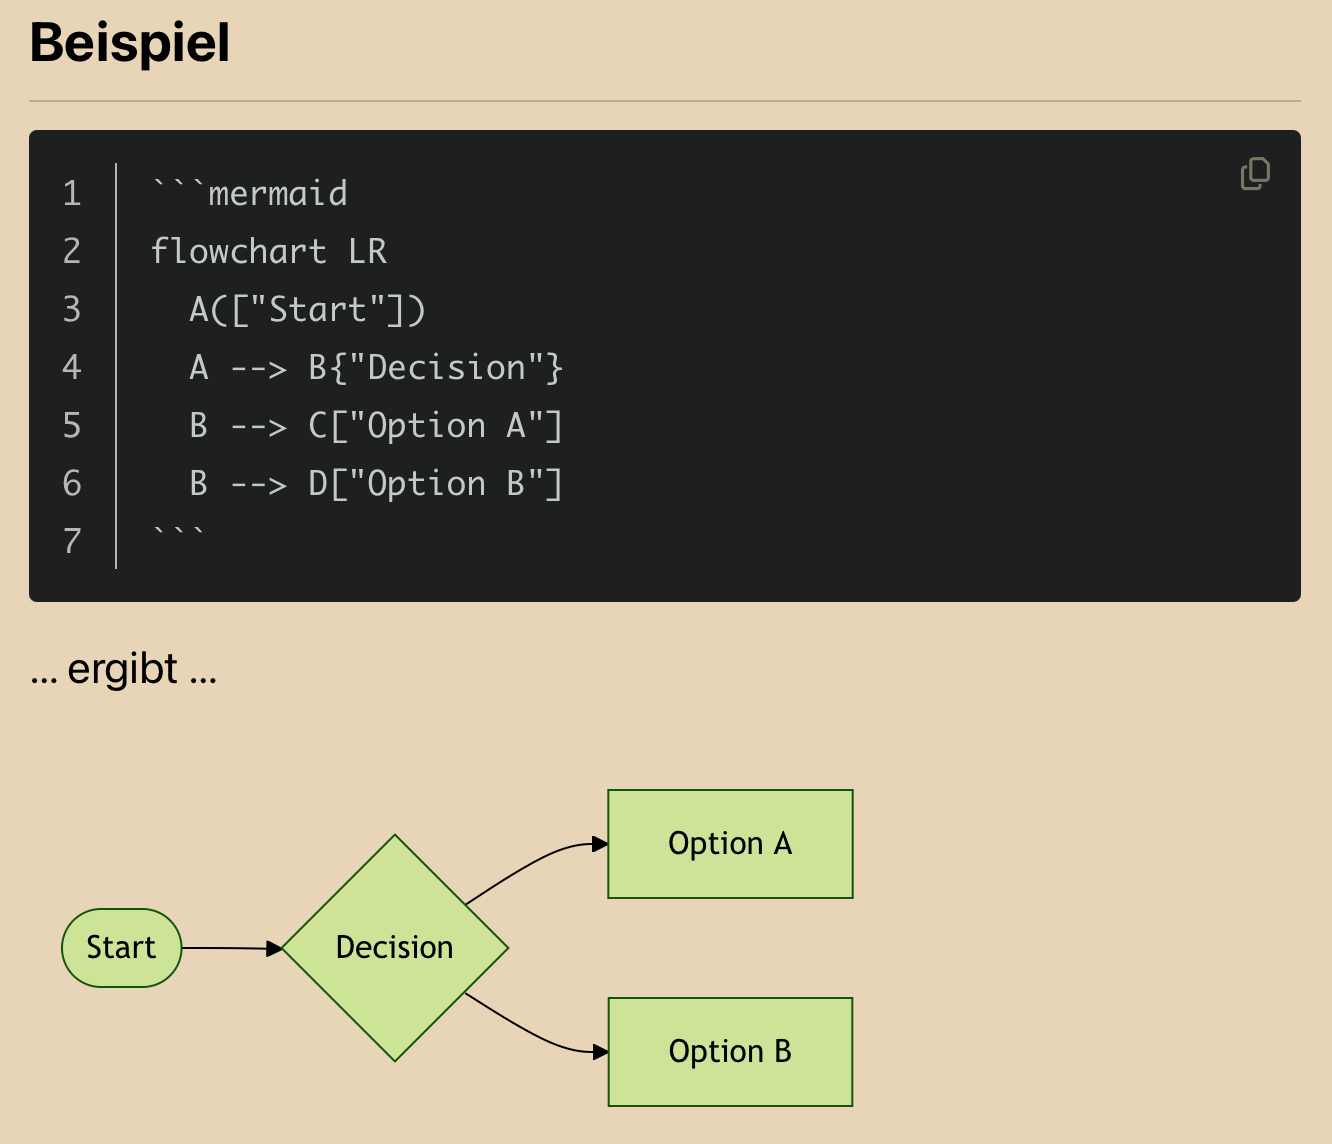 Beispiel
1 ```mermaid
2 flowchart LR
3   A(["Start"])
4   A --> B{"Decision"}
5   B --> C["Option A"]
6   B --> D["Option B"]
7 ```
... ergibt ...
Option A
Start
Decision
Option B